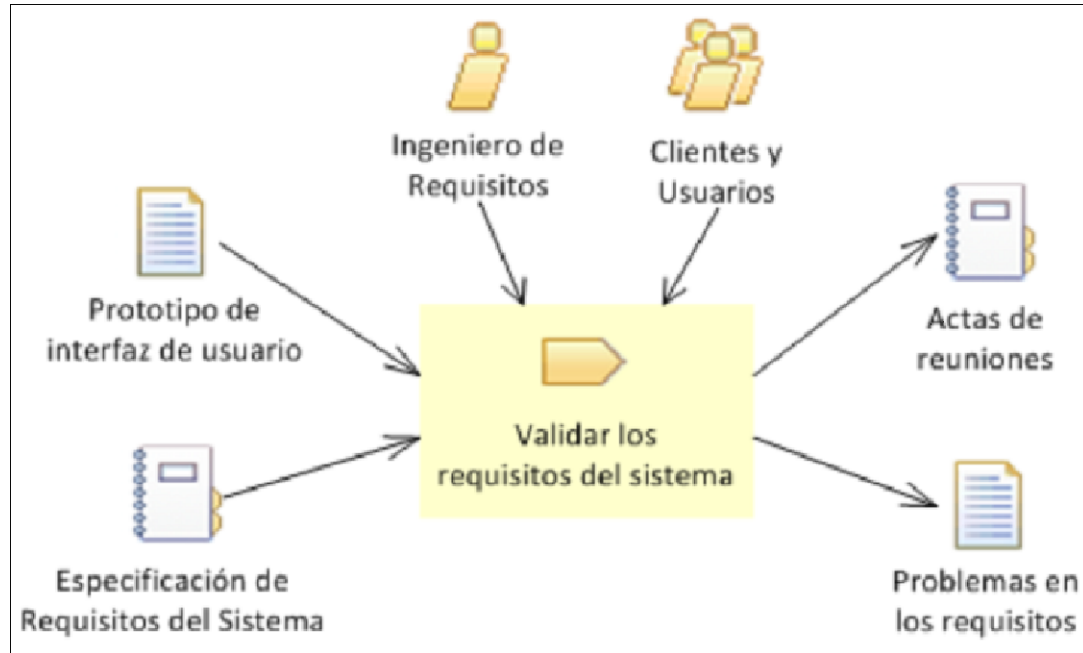 Ingeniero de
Requisitos
Clientes y
Usuarios
Prototipo de
interfaz de usuario
Actas de
reuniones
Validar los
requisitos del sistema
Especificación de
Requisitos del Sistema
Problemas en
los requisitos